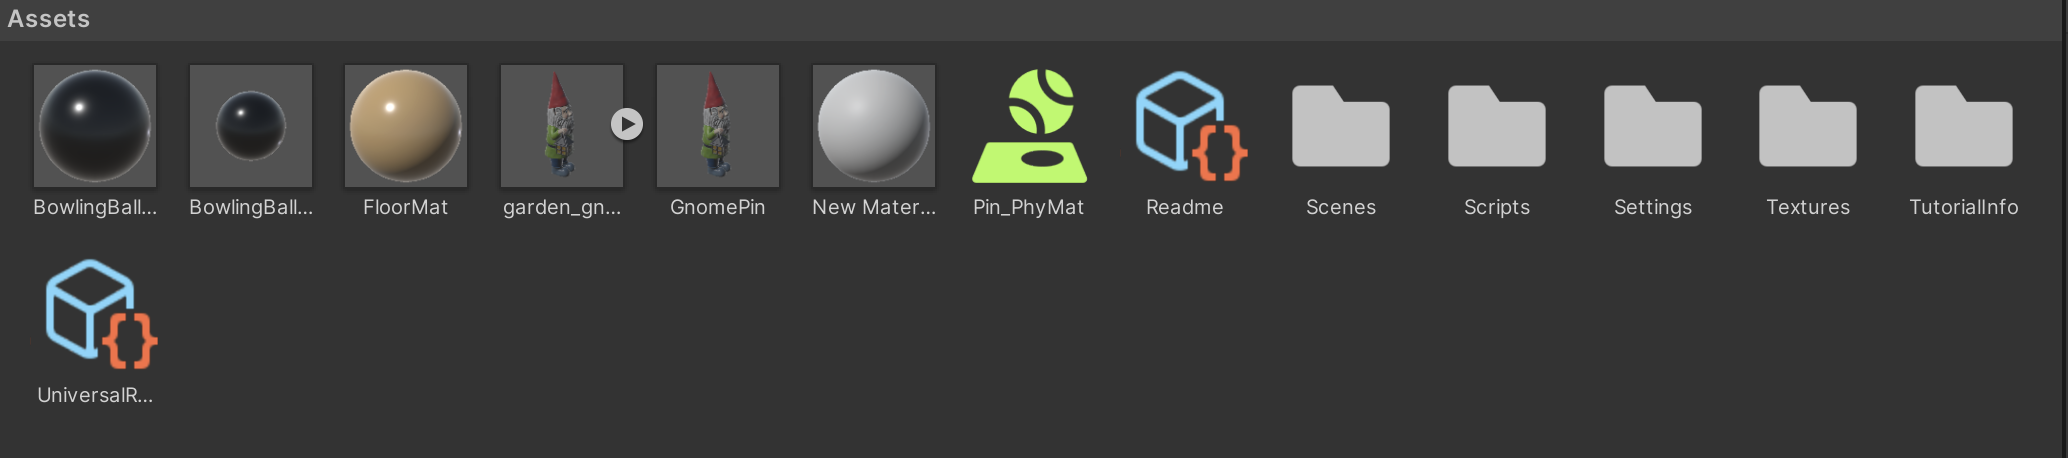 Assets
BowlingBall...
BowlingBall...
FloorMat
garden_gn...
GnomePin
New Mater...
Pin_PhyMat
Readme
Scenes
Scripts
Settings
Textures
TutorialInfo
UniversalR...